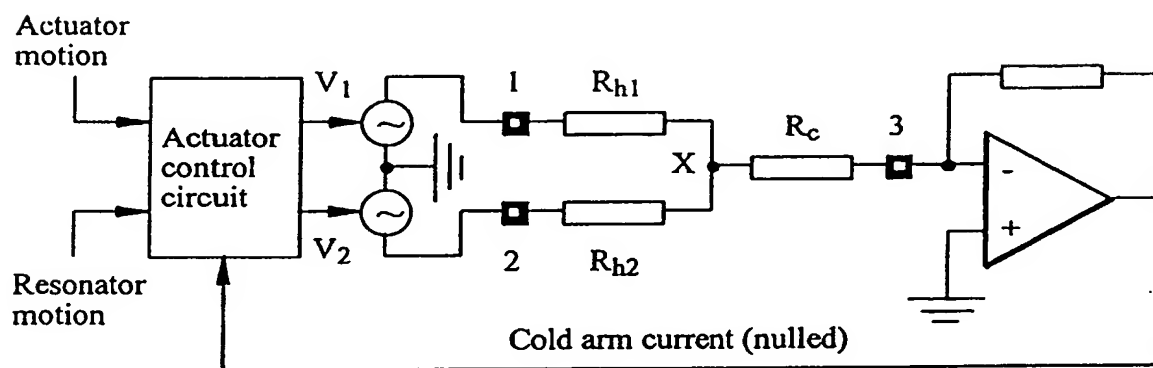 Actuator
motion
V1
1
Rh1
Actuator
control
circuit
~
Rc
3
X
-
+
~
V2
2
Rh2
Resonator
motion
Cold arm current (nulled)